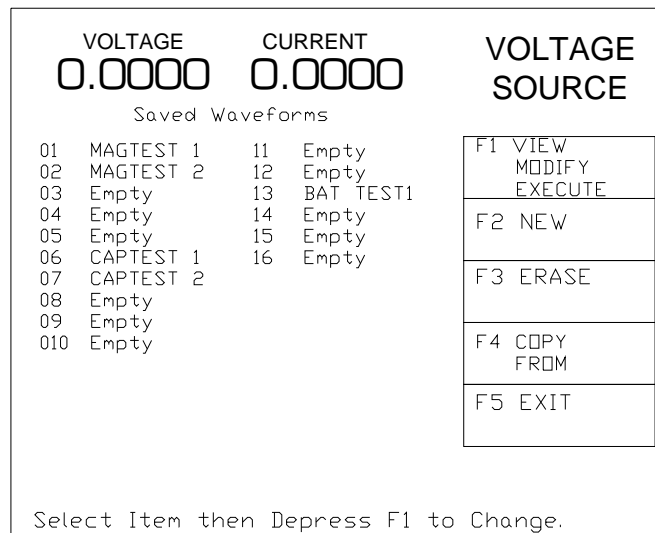 VOLTAGE CURRENT
0.0000 0.0000
VOLTAGE
SOURCE
Saved Waveforms
01 MAGTEST 1
02 MAGTEST 2
03 Empty
04 Empty
05 Empty
06 CAPTEST 1
07 CAPTEST 2
08 Empty
09 Empty
010 Empty
11 Empty
12 Empty
13 BAT TEST1
14 Empty
15 Empty
16 Empty
F1 VIEW
MODIFY
EXECUTE
F2 NEW
F3 ERASE
F4 COPY
FROM
F5 EXIT
Select Item then Depress F1 to Change.